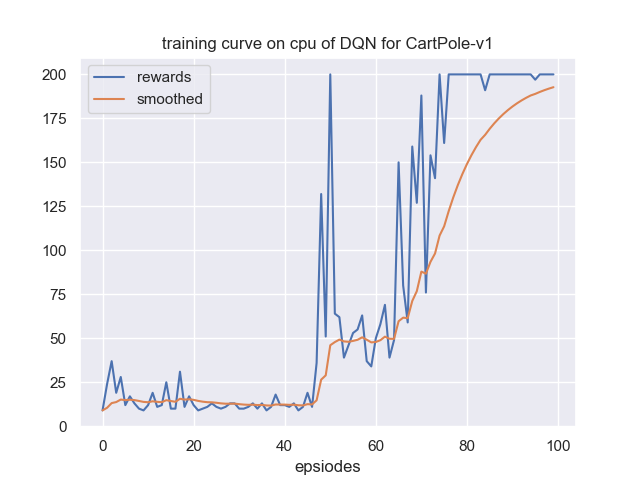 training curve on cpu of DQN for CartPole-v1
rewards
smoothed
200
175
150
125
100
75
50
25
0
0 20 40 60 80 100
epsiodes